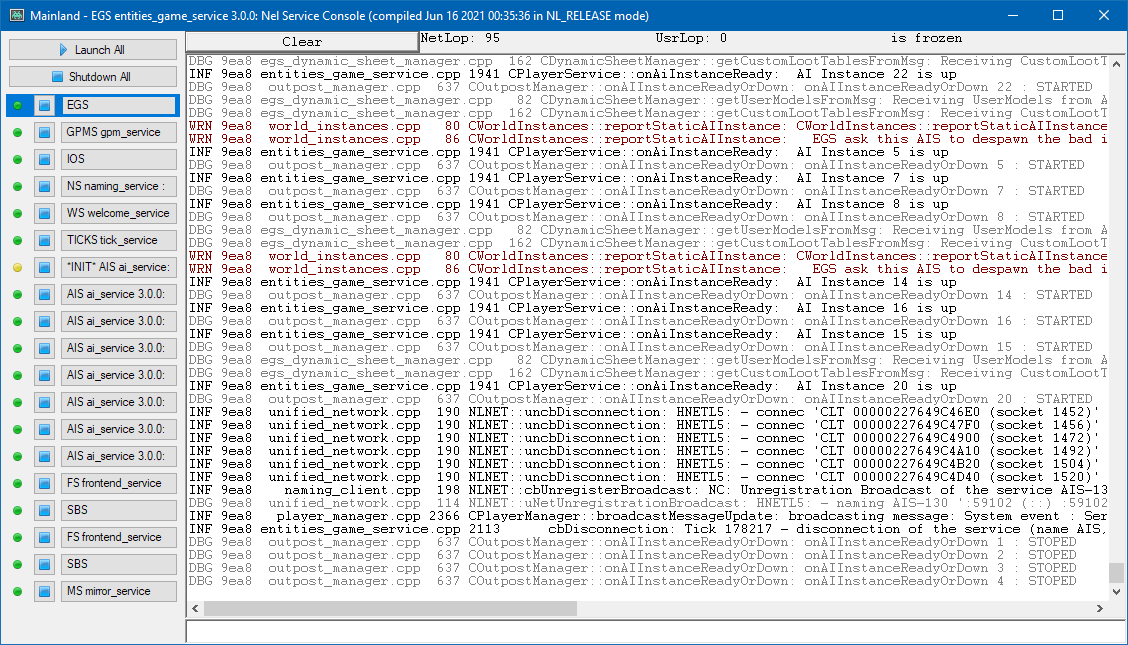 Mainland - EGS entities_game_service 3.0.0: Nel Service Console (compiled Jun 16 2021 00:35:36 in NL_RELEASE mode)
Launch All
Shutdown All
EGS
GPMS gpm_service
IOS
NS naming_service :
WS welcome_service
TICKS tick_service
*INIT* AIS ai_service:
AIS ai_service 3.0.0:
AIS ai_service 3.0.0:
AIS ai_service 3.0.0:
AIS ai_service 3.0.0:
AIS ai_service 3.0.0:
AIS ai_service 3.0.0:
AIS ai_service 3.0.0:
FS frontend_service
SBS
FS frontend_service
SBS
MS mirror_service
Clear
NetLop: 95
UsrLop: 0
is frozen
DBG 9ea8 egs_dynamic_sheet_manager.cpp  162 CDynamicSheetManager::getCustomLootTablesFromMsg: Receiving CustomLootT
INF 9ea8 entities_game_service.cpp 1941 CPlayerService::onAiInstanceReady:  AI Instance 22 is up
DBG 9ea8  outpost_manager.cpp  637 COutpostManager::onAIInstanceReadyOrDown: onAIInstanceReadyOrDown 22 : STARTED
DBG 9ea8 egs_dynamic_sheet_manager.cpp   82 CDynamicSheetManager::getUserModelsFromMsg: Receiving UserModels from A
DBG 9ea8 egs_dynamic_sheet_manager.cpp  162 CDynamicSheetManager::getCustomLootTablesFromMsg: Receiving CustomLootT
WRN 9ea8  world_instances.cpp   80 CWorldInstances::reportStaticAIInstance: CWorldInstances::reportStaticAIInstance
WRN 9ea8  world_instances.cpp   86 CWorldInstances::reportStaticAIInstance:   EGS ask this AIS to despawn the bad i
INF 9ea8 entities_game_service.cpp 1941 CPlayerService::onAiInstanceReady:  AI Instance 5 is up
DBG 9ea8  outpost_manager.cpp  637 COutpostManager::onAIInstanceReadyOrDown: onAIInstanceReadyOrDown 5 : STARTED
INF 9ea8 entities_game_service.cpp 1941 CPlayerService::onAiInstanceReady:  AI Instance 7 is up
DBG 9ea8  outpost_manager.cpp  637 COutpostManager::onAIInstanceReadyOrDown: onAIInstanceReadyOrDown 7 : STARTED
INF 9ea8 entities_game_service.cpp 1941 CPlayerService::onAiInstanceReady:  AI Instance 8 is up
DBG 9ea8  outpost_manager.cpp  637 COutpostManager::onAIInstanceReadyOrDown: onAIInstanceReadyOrDown 8 : STARTED
DBG 9ea8 egs_dynamic_sheet_manager.cpp   82 CDynamicSheetManager::getUserModelsFromMsg: Receiving UserModels from A
DBG 9ea8 egs_dynamic_sheet_manager.cpp  162 CDynamicSheetManager::getCustomLootTablesFromMsg: Receiving CustomLootT
WRN 9ea8  world_instances.cpp   80 CWorldInstances::reportStaticAIInstance: CWorldInstances::reportStaticAIInstance
WRN 9ea8  world_instances.cpp   86 CWorldInstances::reportStaticAIInstance:   EGS ask this AIS to despawn the bad i
INF 9ea8 entities_game_service.cpp 1941 CPlayerService::onAiInstanceReady:  AI Instance 14 is up
DBG 9ea8  outpost_manager.cpp  637 COutpostManager::onAIInstanceReadyOrDown: onAIInstanceReadyOrDown 14 : STARTED
INF 9ea8 entities_game_service.cpp 1941 CPlayerService::onAiInstanceReady:  AI Instance 16 is up
DBG 9ea8  outpost_manager.cpp  637 COutpostManager::onAIInstanceReadyOrDown: onAIInstanceReadyOrDown 16 : STARTED
INF 9ea8 entities_game_service.cpp 1941 CPlayerService::onAiInstanceReady:  AI Instance 15 is up
DBG 9ea8  outpost_manager.cpp  637 COutpostManager::onAIInstanceReadyOrDown: onAIInstanceReadyOrDown 15 : STARTED
DBG 9ea8 egs_dynamic_sheet_manager.cpp   82 CDynamicSheetManager::getUserModelsFromMsg: Receiving UserModels from A
DBG 9ea8 egs_dynamic_sheet_manager.cpp  162 CDynamicSheetManager::getCustomLootTablesFromMsg: Receiving CustomLootT
INF 9ea8 entities_game_service.cpp 1941 CPlayerService::onAiInstanceReady:  AI Instance 20 is up
DBG 9ea8  outpost_manager.cpp  637 COutpostManager::onAIInstanceReadyOrDown: onAIInstanceReadyOrDown 20 : STARTED
INF 9ea8  unified_network.cpp  190 NLNET::uncbDisconnection: HNETL5: - connec 'CLT 00000227649C46E0 (socket 1452)'
INF 9ea8  unified_network.cpp  190 NLNET::uncbDisconnection: HNETL5: - connec 'CLT 00000227649C47F0 (socket 1456)'
INF 9ea8  unified_network.cpp  190 NLNET::uncbDisconnection: HNETL5: - connec 'CLT 00000227649C4900 (socket 1472)'
INF 9ea8  unified_network.cpp  190 NLNET::uncbDisconnection: HNETL5: - connec 'CLT 00000227649C4A10 (socket 1492)'
INF 9ea8  unified_network.cpp  190 NLNET::uncbDisconnection: HNETL5: - connec 'CLT 00000227649C4B20 (socket 1504)'
INF 9ea8  unified_network.cpp  190 NLNET::uncbDisconnection: HNETL5: - connec 'CLT 00000227649C4D40 (socket 1520)'
INF 9ea8    naming_client.cpp  198 NLNET::cbUnregisterBroadcast: NC: Unregistration Broadcast of the service AIS-13
DBG 9ea8  unified_network.cpp  114 NLNET::uNetUnregistrationBroadcast: HNETL5: - naming AIS-130 ':59102 (::) :59102
INF 9ea8   player_manager.cpp 2366 CPlayerManager::broadcastMessageUpdate: broadcasting message: System event : Ser
INF 9ea8 entities_game_service.cpp 2113      cbDisconnection: Tick 178217 - disconnection of the service (name AIS,
DBG 9ea8  outpost_manager.cpp  637 COutpostManager::onAIInstanceReadyOrDown: onAIInstanceReadyOrDown 1 : STOPED
DBG 9ea8  outpost_manager.cpp  637 COutpostManager::onAIInstanceReadyOrDown: onAIInstanceReadyOrDown 2 : STOPED
DBG 9ea8  outpost_manager.cpp  637 COutpostManager::onAIInstanceReadyOrDown: onAIInstanceReadyOrDown 3 : STOPED
DBG 9ea8  outpost_manager.cpp  637 COutpostManager::onAIInstanceReadyOrDown: onAIInstanceReadyOrDown 4 : STOPED